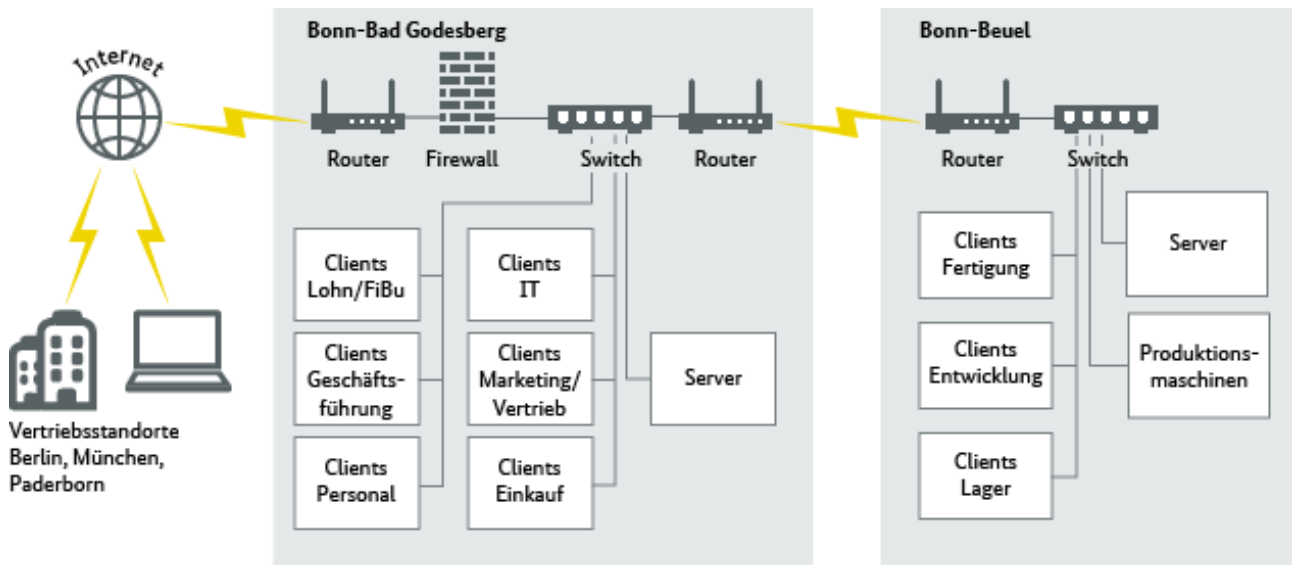 Bonn-Bad Godesberg
Bonn-Beuel
Internet
Router
Firewall
Switch
Router
Router
Switch
Clients
Lohn/FiBu
Clients
IT
Clients
Geschäfts-
führung
Clients
Marketing/
Vertrieb
Server
Clients
Personal
Clients
Einkauf
Clients
Fertigung
Server
Clients
Entwicklung
Produktions-
maschinen
Clients
Lager
Vertriebsstandorte
Berlin, München,
Paderborn